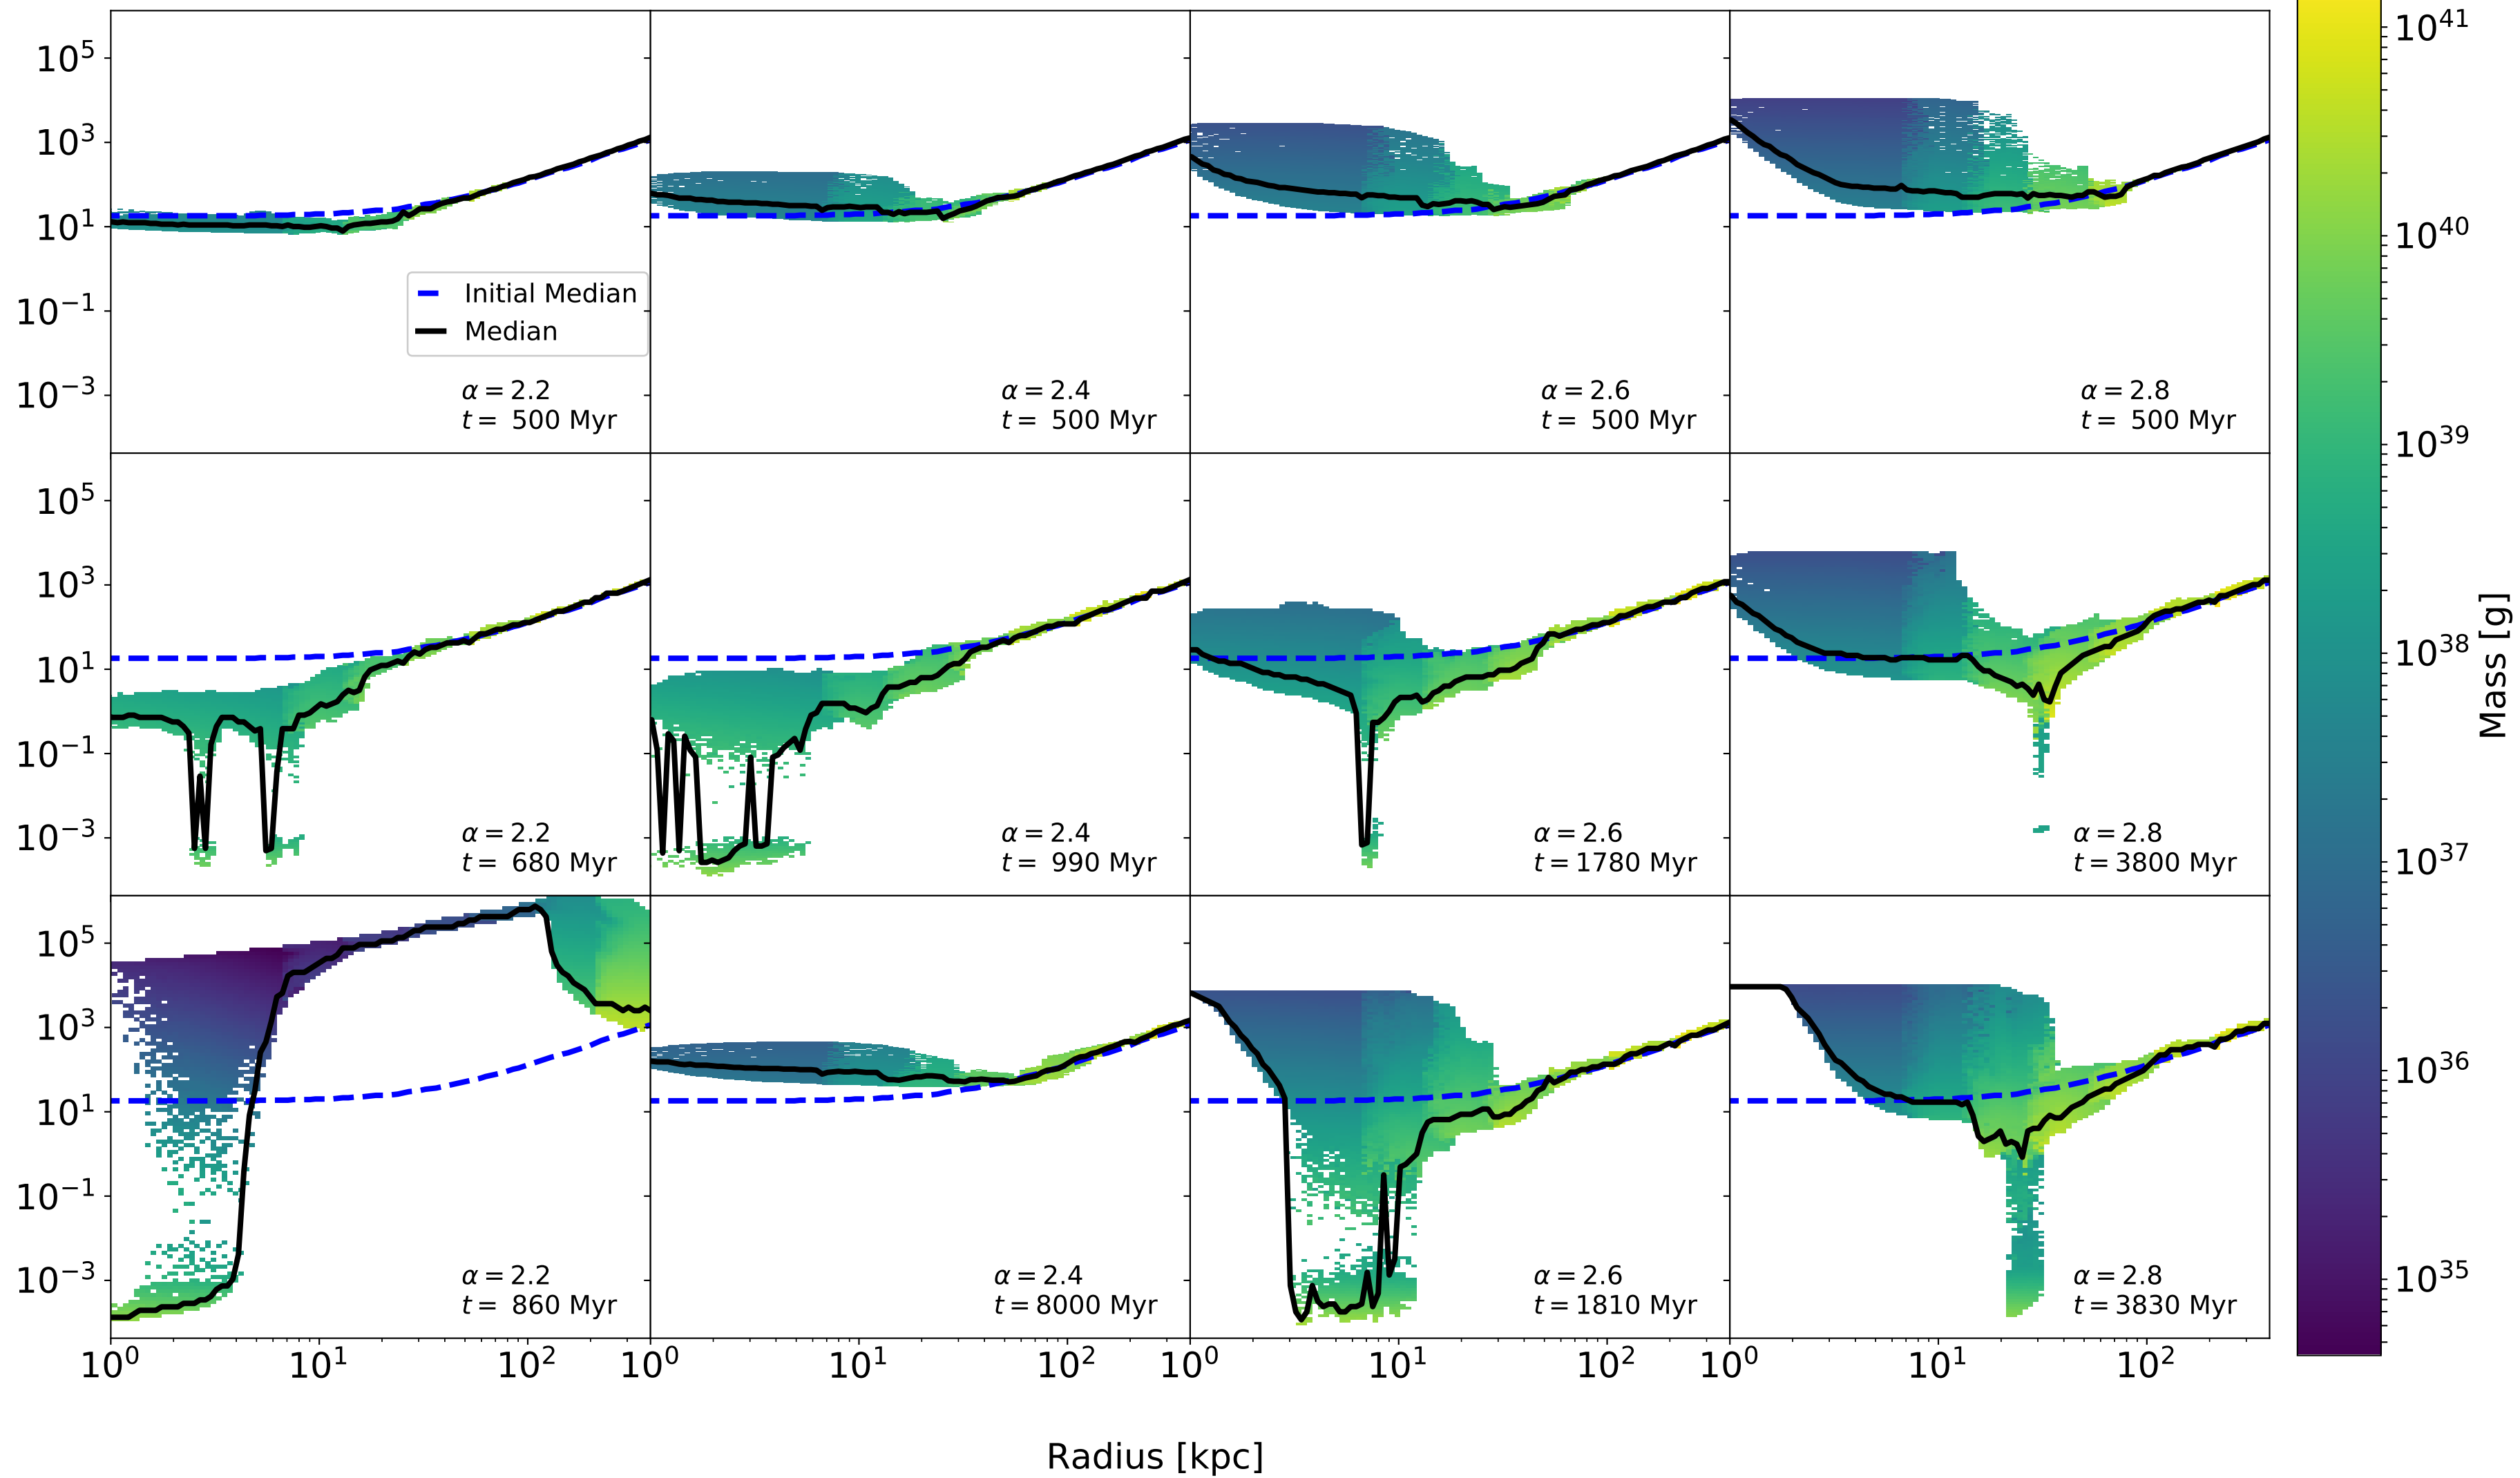 10^5
10^3
10^1
10^−1
10^−3
Initial Median
Median
α = 2.2
t = 500 Myr
α = 2.4
t = 500 Myr
α = 2.6
t = 500 Myr
α = 2.8
t = 500 Myr
10^5
10^3
10^1
10^−1
10^−3
α = 2.2
t = 680 Myr
α = 2.4
t = 990 Myr
α = 2.6
t = 1780 Myr
α = 2.8
t = 3800 Myr
10^5
10^3
10^1
10^−1
10^−3
α = 2.2
t = 860 Myr
α = 2.4
t = 8000 Myr
α = 2.6
t = 1810 Myr
α = 2.8
t = 3830 Myr
10^0 10^1 10^2 10^0 10^1 10^2 10^0 10^1 10^2 10^0 10^1 10^2
Radius [kpc]
10^41
10^40
10^39
10^38
10^37
10^36
10^35
Mass [g]